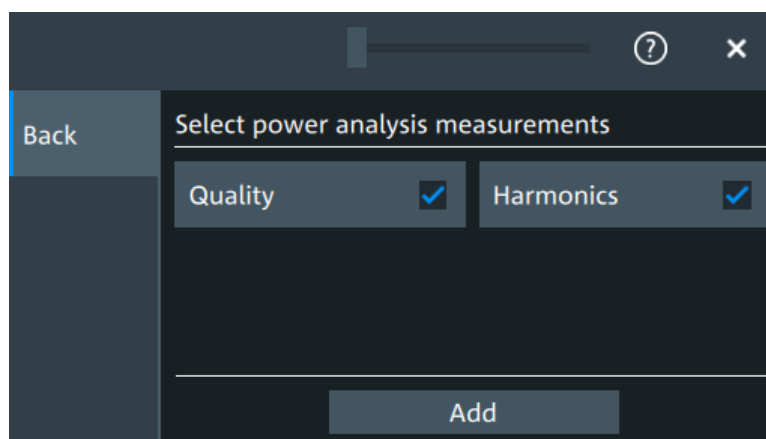 ?
Back
Select power analysis measurements
Quality
Harmonics
Add